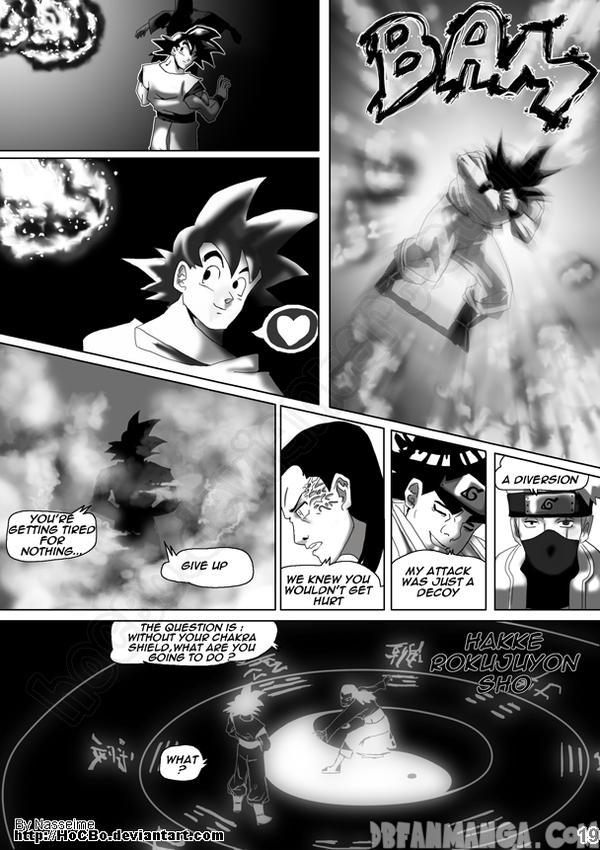 BAM
YOU'RE
GETTING TIRED
FOR
NOTHING...
GIVE UP
WE KNEW YOU
WOULDN'T GET
HURT
MY ATTACK
WAS JUST A
DECOY
A DIVERSION
THE QUESTION IS :
WITHOUT YOUR CHAKRA
SHIELD,WHAT ARE YOU
GOING TO DO ?
HAKKE
ROKUJUYON
SHO
WHAT
?
By Nasseime
http://HoCBo.deviantart.com
DBFANMANGA.COM
19